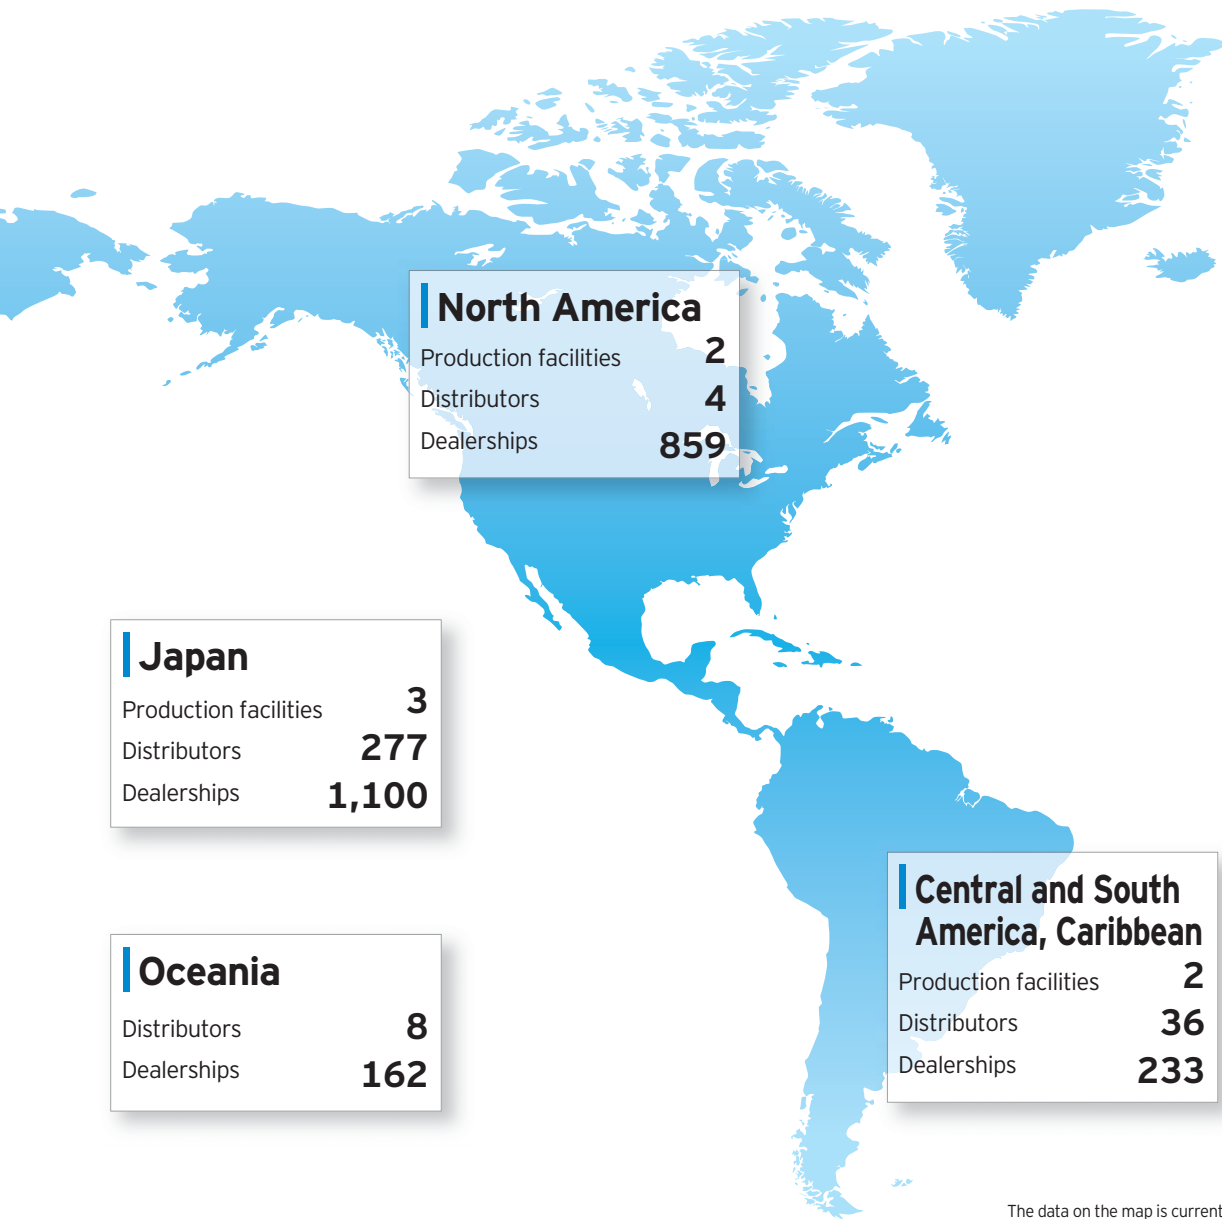 North America
Production facilities 2
Distributors 4
Dealerships 859
Japan
Production facilities 3
Distributors 277
Dealerships 1,100
Central and South
America, Caribbean
Production facilities 2
Distributors 36
Dealerships 233
Oceania
Distributors 8
Dealerships 162
The data on the map is current